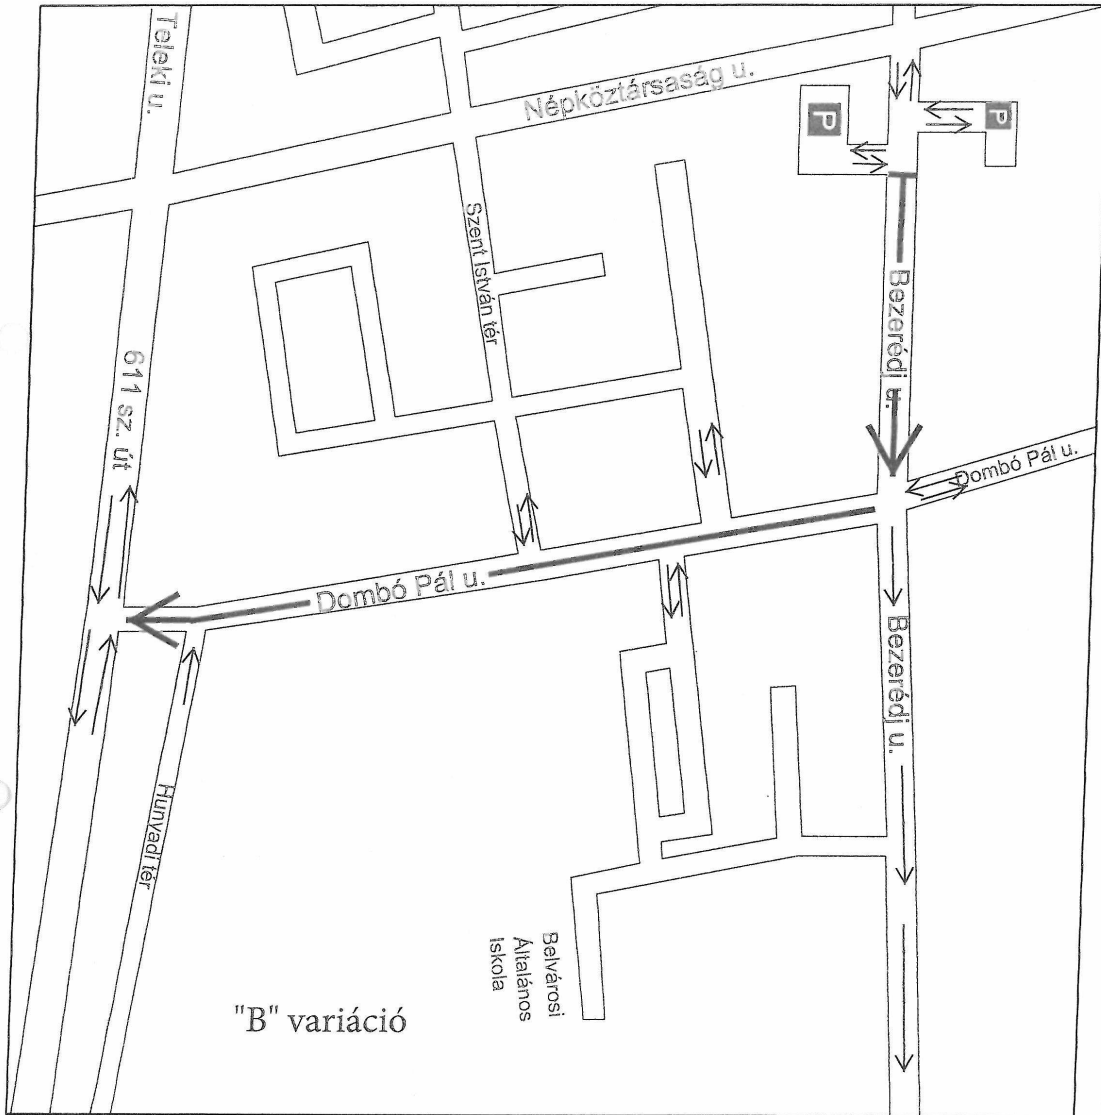 Teleki u.
Népköztársaság u.
P
P
Szent István tér
Bezerédj u.
611 sz. út
Dombó Pál u.
Dombó Pál u.
Bezerédj u.
Hunyadi tér
Belvárosi
Általános
Iskola
"B" variáció